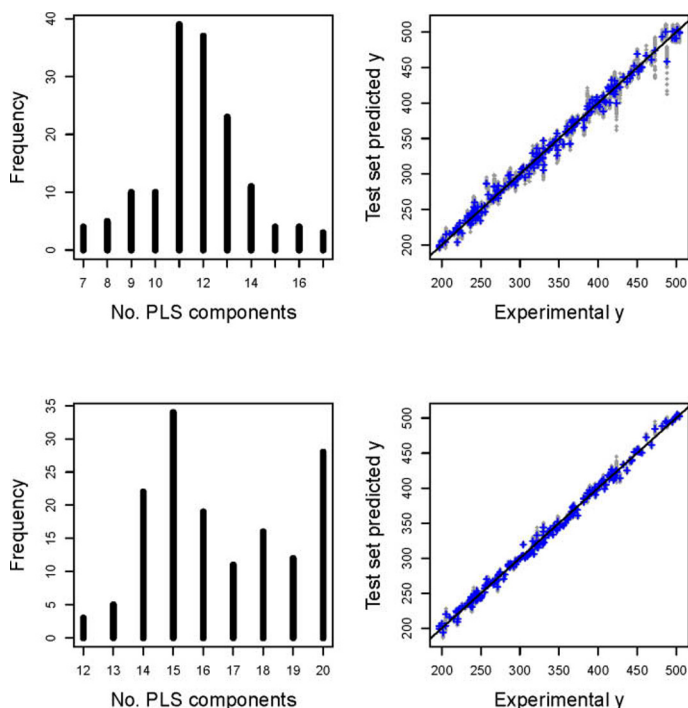 40
30
20
10
0
Frequency
7 8 9 10 11 12 13 14 16
No. PLS components
500
450
400
350
300
250
200
Test set predicted y
200 250 300 350 400 450 500
Experimental y
35
30
25
20
15
10
5
0
Frequency
12 13 14 15 16 17 18 19 20
No. PLS components
500
450
400
350
300
250
200
Test set predicted y
200 250 300 350 400 450 500
Experimental y